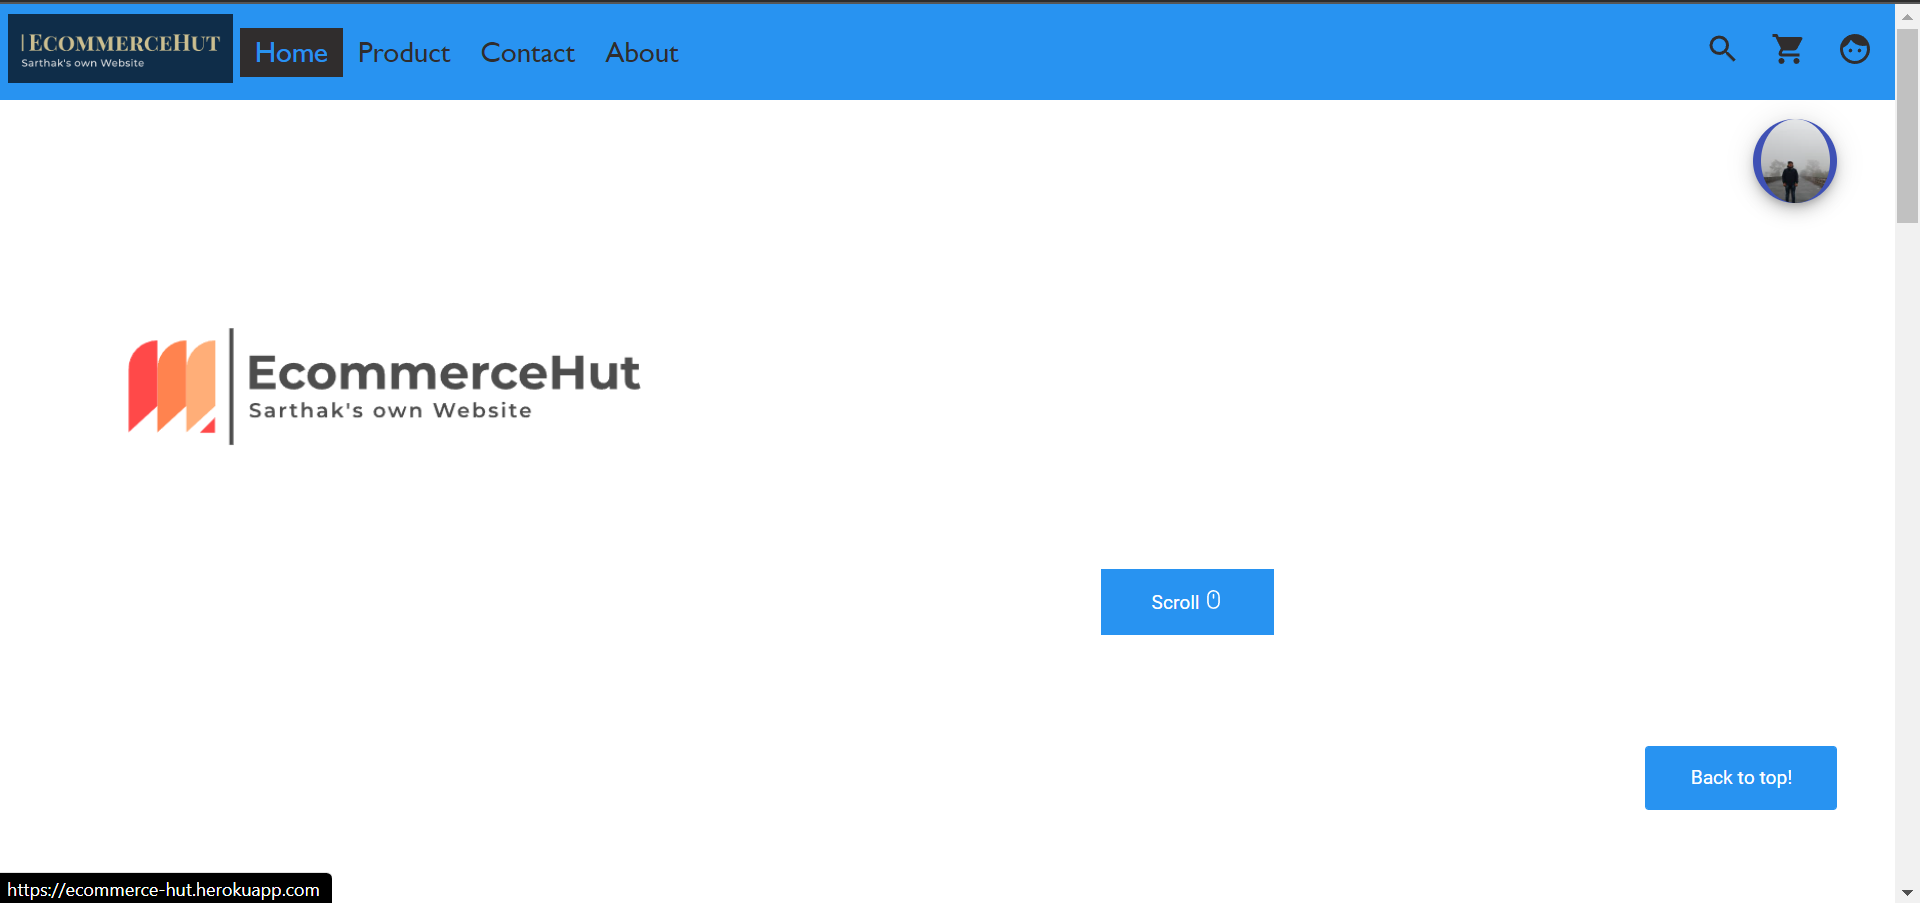 EcommerceHut
Sarthak's own Website
Home Product Contact About
EcommerceHut
Sarthak's own Website
Scroll
Back to top!
https://ecommerce-hut.herokuapp.com